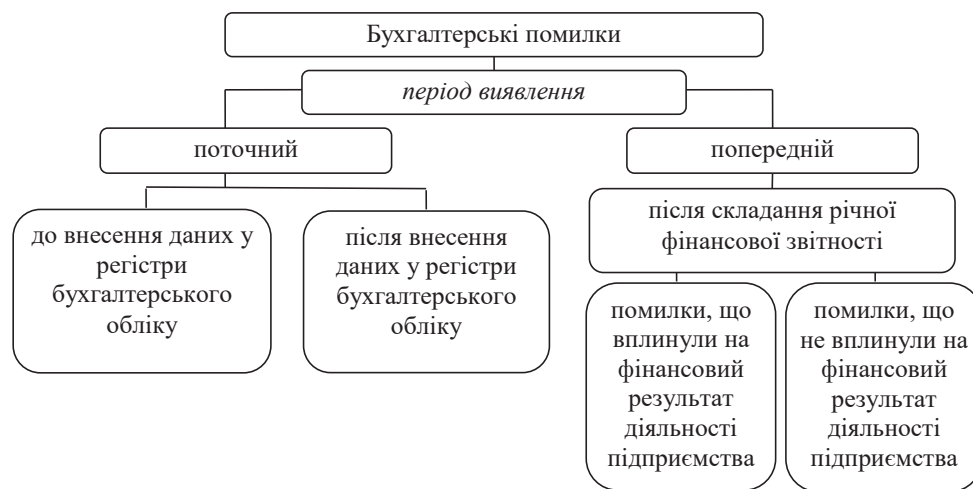 Бухгалтерські помилки
період виявлення
поточний
попередній
до внесення даних у
регістри
бухгалтерського
обліку
після внесення
даних у регістри
бухгалтерського
обліку
після складання річної
фінансової звітності
помилки, що
вплинули на
фінансовий
результат
діяльності
підприємства
помилки, що
не вплинули на
фінансовий
результат
діяльності
підприємства